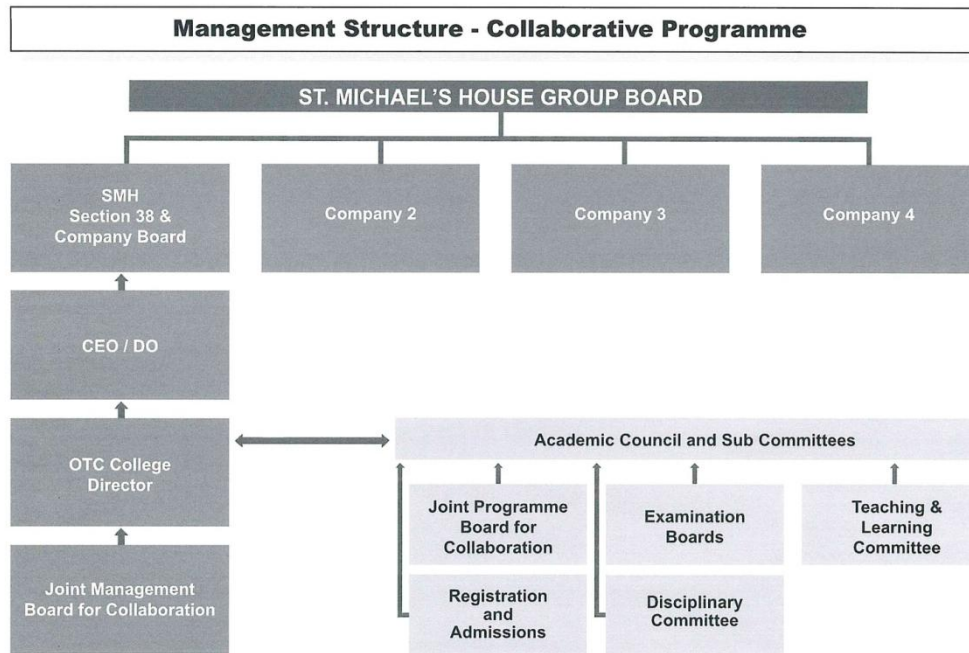 Management Structure - Collaborative Programme
ST. MICHAEL'S HOUSE GROUP BOARD
SMH
Section 38 &
Company Board
Company 2
Company 3
Company 4
CEO / DO
OTC College
Director
Academic Council and Sub Committees
Joint Programme
Board for
Collaboration
Examination
Boards
Teaching &
Learning
Committee
Joint Management
Board for Collaboration
Registration
and
Admissions
Disciplinary
Committee